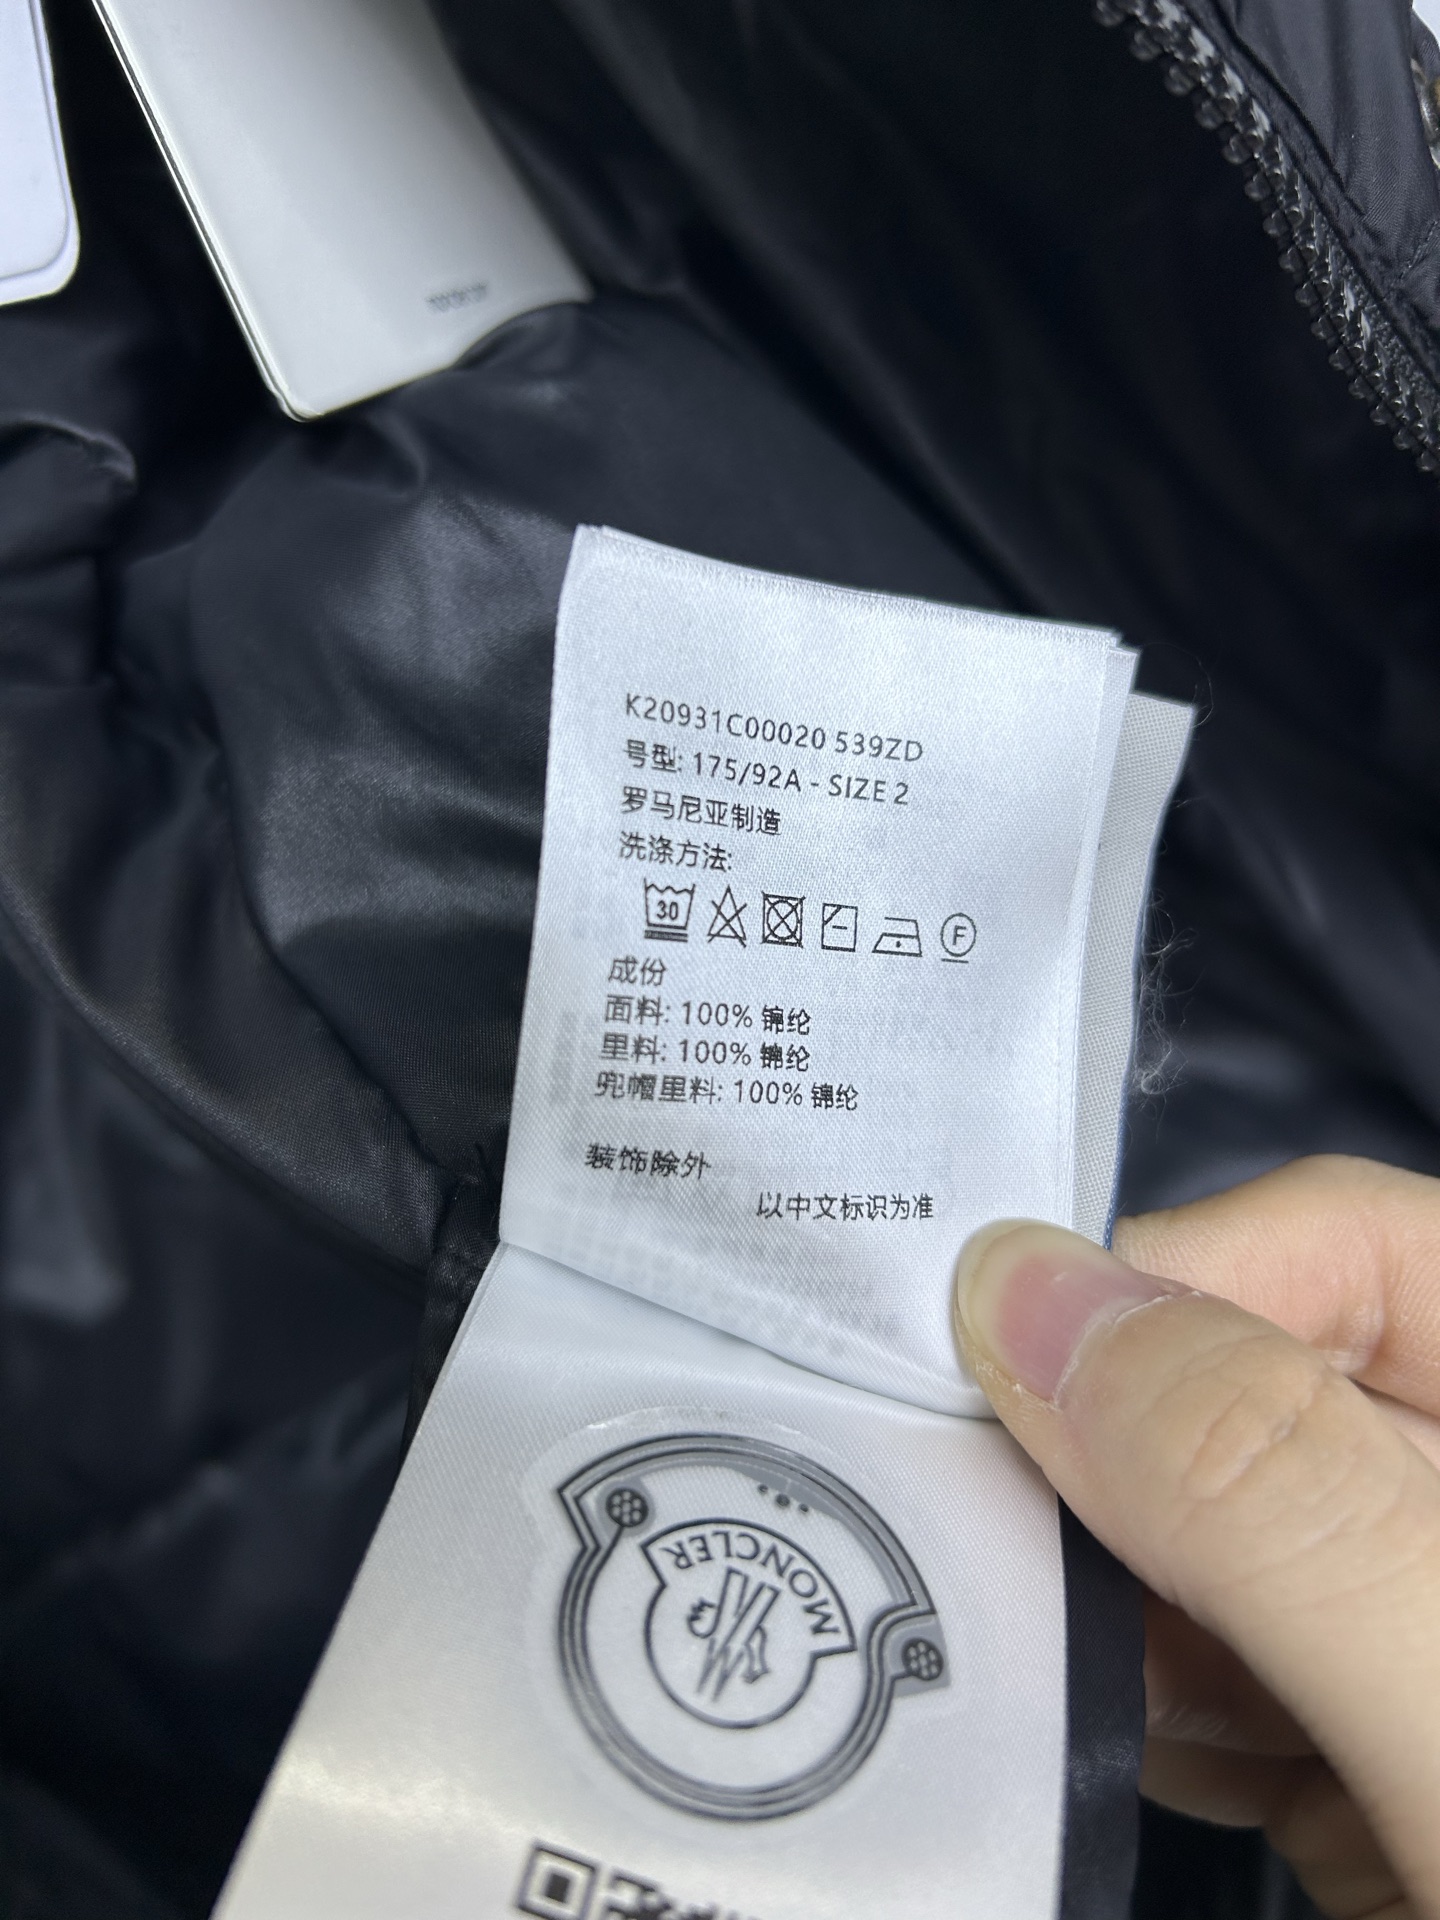 K20931C00020 539ZD
号型: 175/92A - SIZE 2
罗马尼亚制造
洗涤方法:
30
F
成份
面料: 100% 锦纶
里料: 100% 锦纶
兜帽里料: 100% 锦纶
装饰除外
以中文标识为准
MONCLER